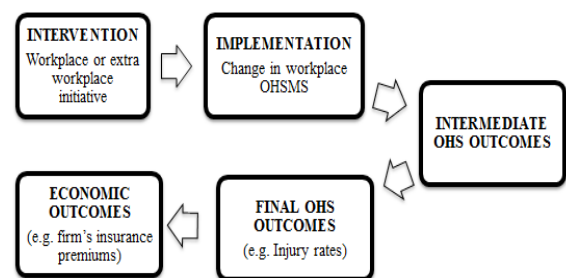 INTERVENTION
Workplace or extra
workplace
initiative
IMPLEMENTATION
Change in workplace
OHSMS
INTERMEDIATE
OHS OUTCOMES
FINAL OHS
OUTCOMES
(e.g. Injury rates)
ECONOMIC
OUTCOMES
(e.g. firm's insurance
premiums)